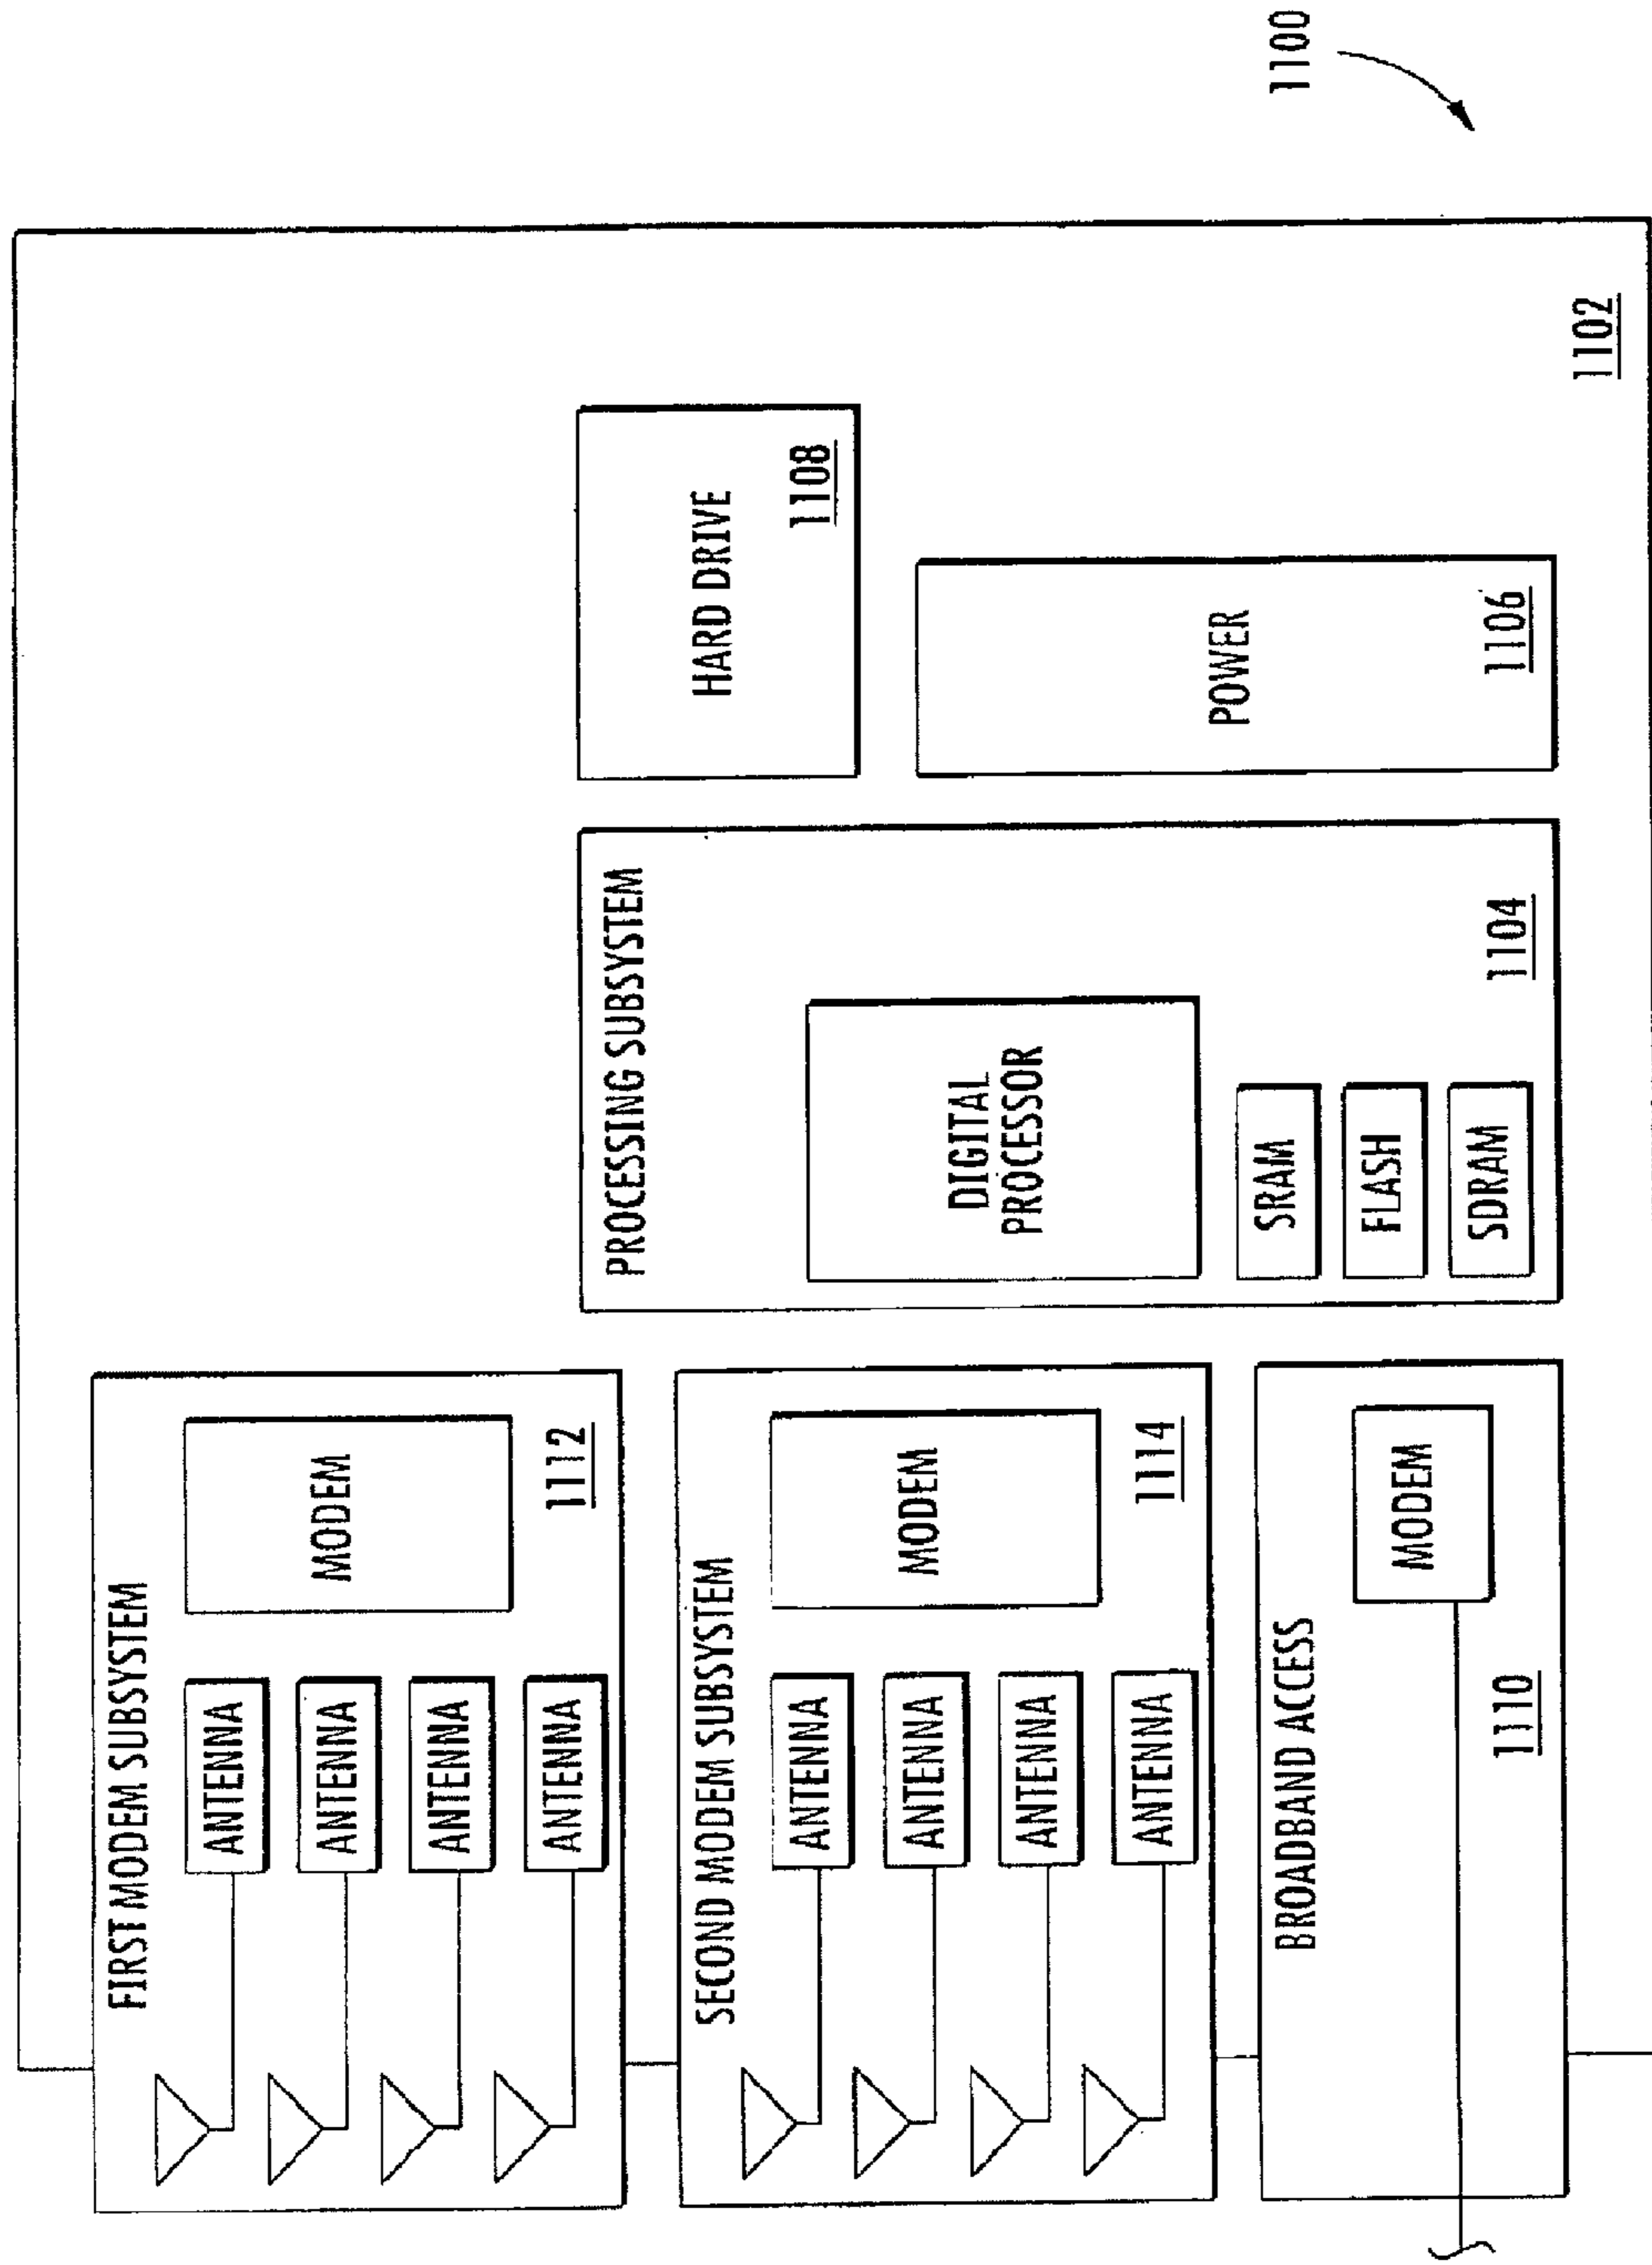 1100
1102
FIRST MODEM SUBSYSTEM
ANTENNA
ANTENNA
ANTENNA
ANTENNA
MODEM
1112
SECOND MODEM SUBSYSTEM
ANTENNA
ANTENNA
ANTENNA
ANTENNA
MODEM
1114
BROADBAND ACCESS
MODEM
1110
PROCESSING SUBSYSTEM
DIGITAL
PROCESSOR
SRAM
FLASH
SDRAM
1104
HARD DRIVE
1108
POWER
1106